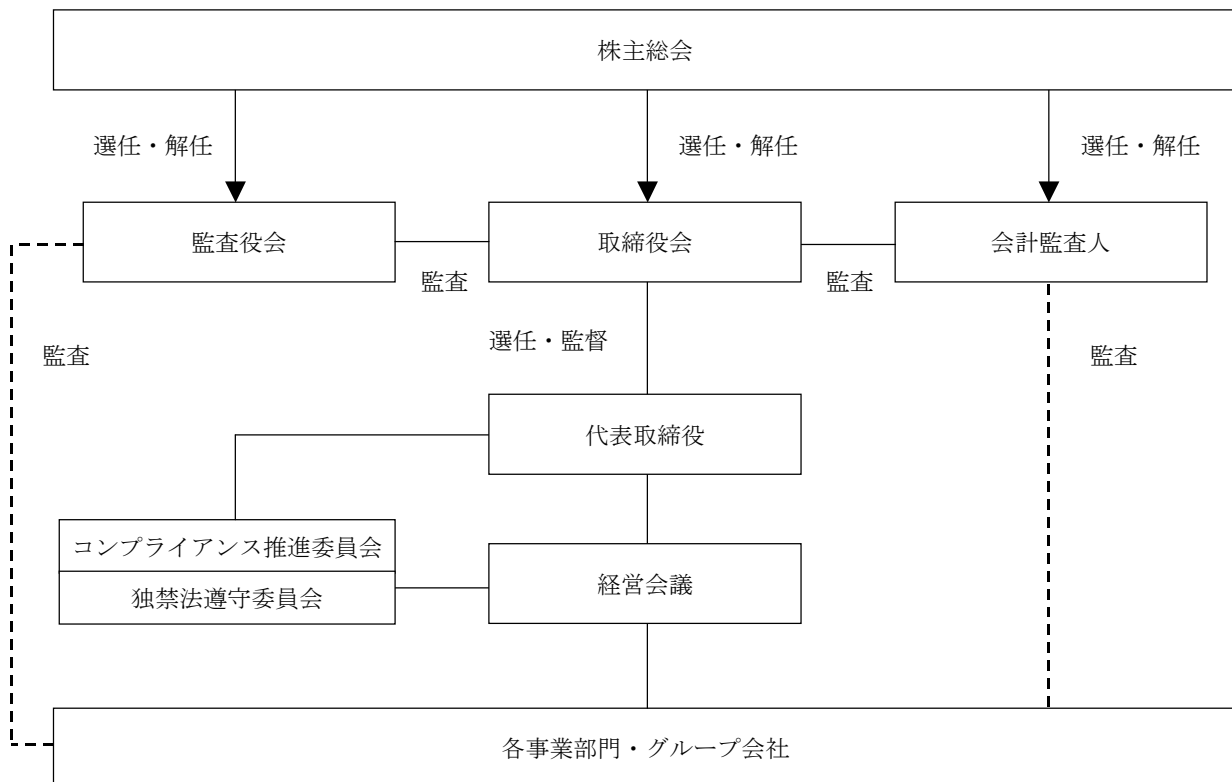 株主総会
選任・解任
選任・解任
選任・解任
監査役会
取締役会
会計監査人
監査
監査
選任・監督
監査
監査
代表取締役
コンプライアンス推進委員会
独禁法遵守委員会
経営会議
各事業部門・グループ会社